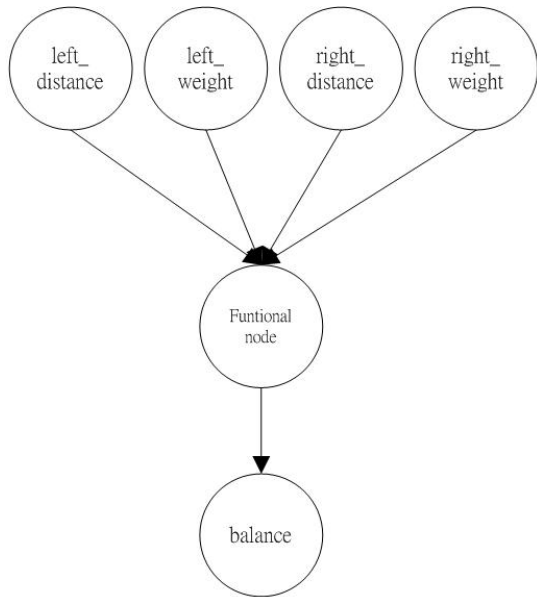 left_
distance
left_
weight
right_
distance
right_
weight
Funtional
node
balance